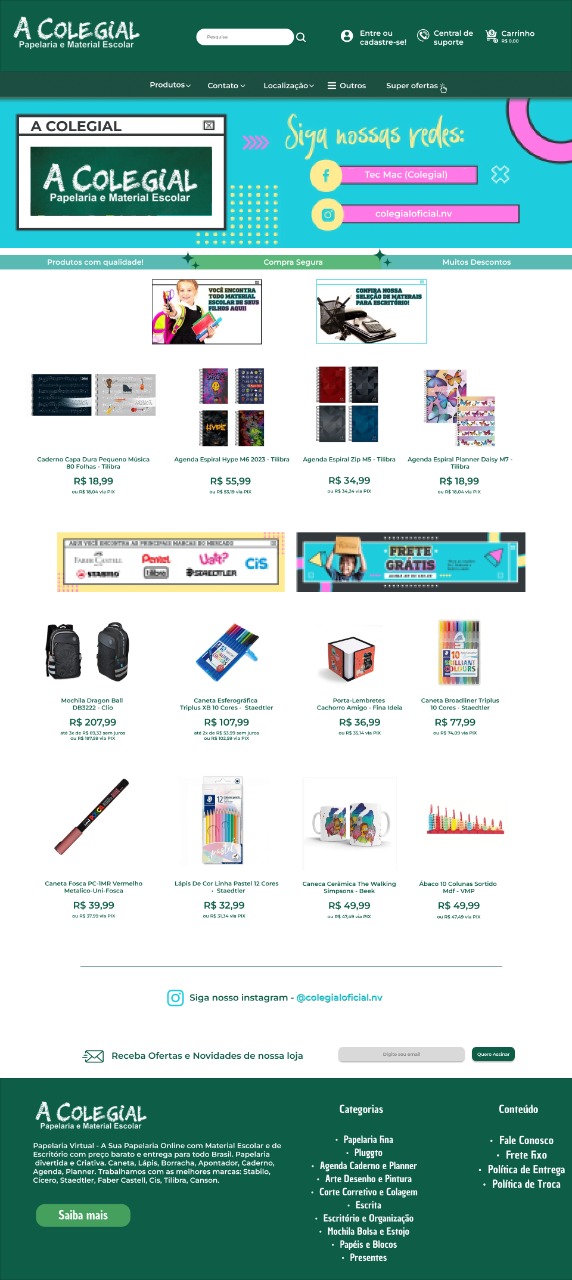 A COLEGIAL
Papelaria e Material Escolar
Pesquise
Entre ou
cadastre-se!
Central de
suporte
Carrinho
R$ 0,00
Produtos
Contato
Localização
Outros
Super ofertas
A COLEGIAL
A COLEGIAL
Papelaria e Material Escolar
Siga nossas redes:
Tec Mac (Colegial)
colegialoficial.nv
Produtos com qualidade!
Compra Segura
Muitos Descontos
VOCÊ ENCONTRA
TODO MATERIAL
ESCOLAR DE SEUS
FILHOS AQUI!
CONFIRA NOSSA
SELEÇÃO DE MATERAIS
PARA ESCRITÓRIO!
Caderno Capa Dura Pequeno Música
80 Folhas - Tilibra
R$ 18,99
ou R$ 18,04 via PIX
Agenda Espiral Hype M6 2023 - Tilibra
R$ 55,99
ou R$ 53,19 via PIX
Agenda Espiral Zip M5 - Tilibra
R$ 34,99
ou R$ 34,24 via PIX
Agenda Espiral Planner Daisy M7 -
Tilibra
R$ 18,99
ou R$ 18,04 via PIX
AQUI VOCÊ ENCONTRA AS PRINCIPAIS MARCAS DO MERCADO
FABER CASTELL
Pentel
CiS
STABILO
tilibra
STAEDTLER
FRETE
GRÁTIS
Mochila Dragon Ball
DB3222 - Clio
R$ 207,99
até 3x de R$ 69,33 sem juros
ou R$ 197,59 via PIX
Caneta Esferográfica
Triplus XB 10 Cores - Staedtler
R$ 107,99
até 2x de R$ 53,99 sem juros
ou R$ 102,59 via PIX
Porta-Lembretes
Cachorro Amigo - Fina Ideia
R$ 36,99
ou R$ 35,14 via PIX
10 BRILLIANT
COLOURS
Caneta Broadliner Triplus
10 Cores - Staedtler
R$ 77,99
ou R$ 74,09 via PIX
Caneta Fosca PC-1MR Vermelho
Metalico-Uni-Fosca
R$ 39,99
ou R$ 37,99 via PIX
12
pastel
Lápis De Cor Linha Pastel 12 Cores
- Staedtler
R$ 32,99
ou R$ 31,34 via PIX
Caneca Cerâmica The Walking
Simpsons - Beek
R$ 49,99
ou R$ 47,49 via PIX
Ábaco 10 Colunas Sortido
Mdf - VMP
R$ 49,99
ou R$ 47,49 via PIX
Siga nosso instagram - @colegialoficial.nv
Receba Ofertas e Novidades de nossa loja
Digite seu email
Quero Assinar
A COLEGIAL
Papelaria e Material Escolar
Papelaria Virtual - A Sua Papelaria Online com Material Escolar e de
Escritório com preço barato e entrega para todo Brasil. Papelaria
divertida e Criativa. Caneta, Lápis, Borracha, Apontador, Caderno,
Agenda, Planner. Trabalhamos com as melhores marcas: Stabilo,
Cicero, Staedtler, Faber Castell, Cis, Tilibra, Canson.
Saiba mais
Categorias
• Papelaria fina
• Pluggto
• Agenda Caderno e Planner
• Arte Desenho e Pintura
• Corte Corretivo e Colagem
• Escrita
• Escritório e Organização
• Mochila Bolsa e Estojo
• Papéis e Blocos
• Presentes
Conteúdo
• Fale Conosco
• Frete fixo
• Política de Entrega
• Política de Troca